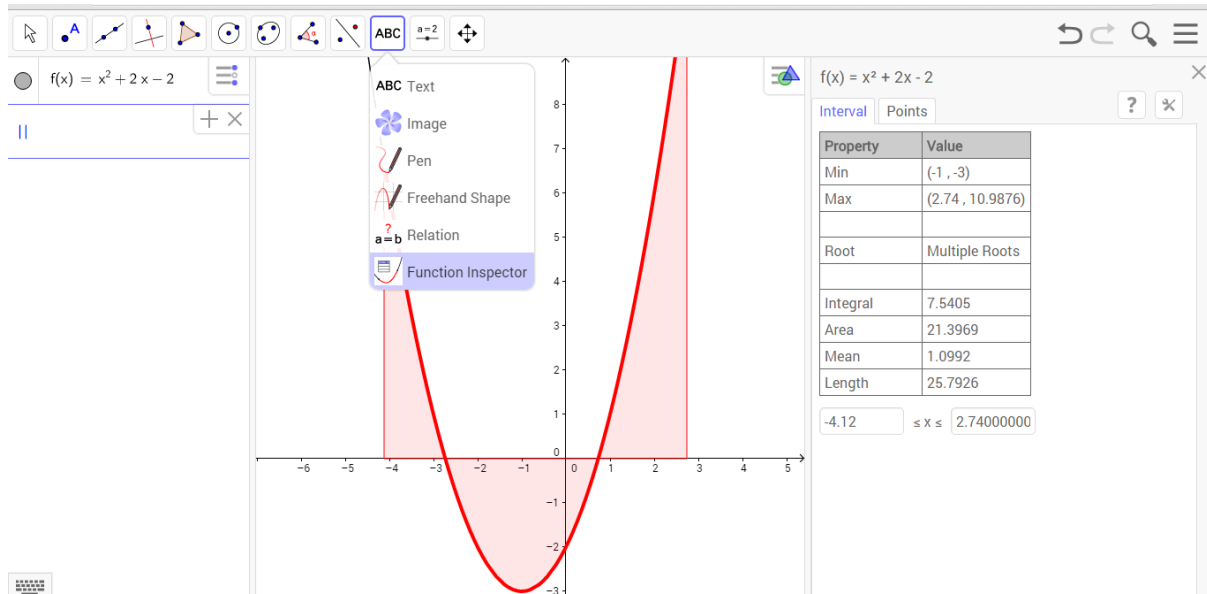 A
ABC
a=2
f(x) = x² + 2 x − 2
ABC Text
Image
Pen
Freehand Shape
?
a=b Relation
Function Inspector
8
7
6
5
4
3
2
1
0
−6 −5 −4 −3 −2 −1 0 1 2 3 4 5
−1
−2
−3
f(x) = x² + 2x - 2
Interval Points
?
Property Value
Min (-1 , -3)
Max (2.74 , 10.9876)
Root Multiple Roots
Integral 7.5405
Area 21.3969
Mean 1.0992
Length 25.7926
-4.12 ≤ x ≤ 2.74000000